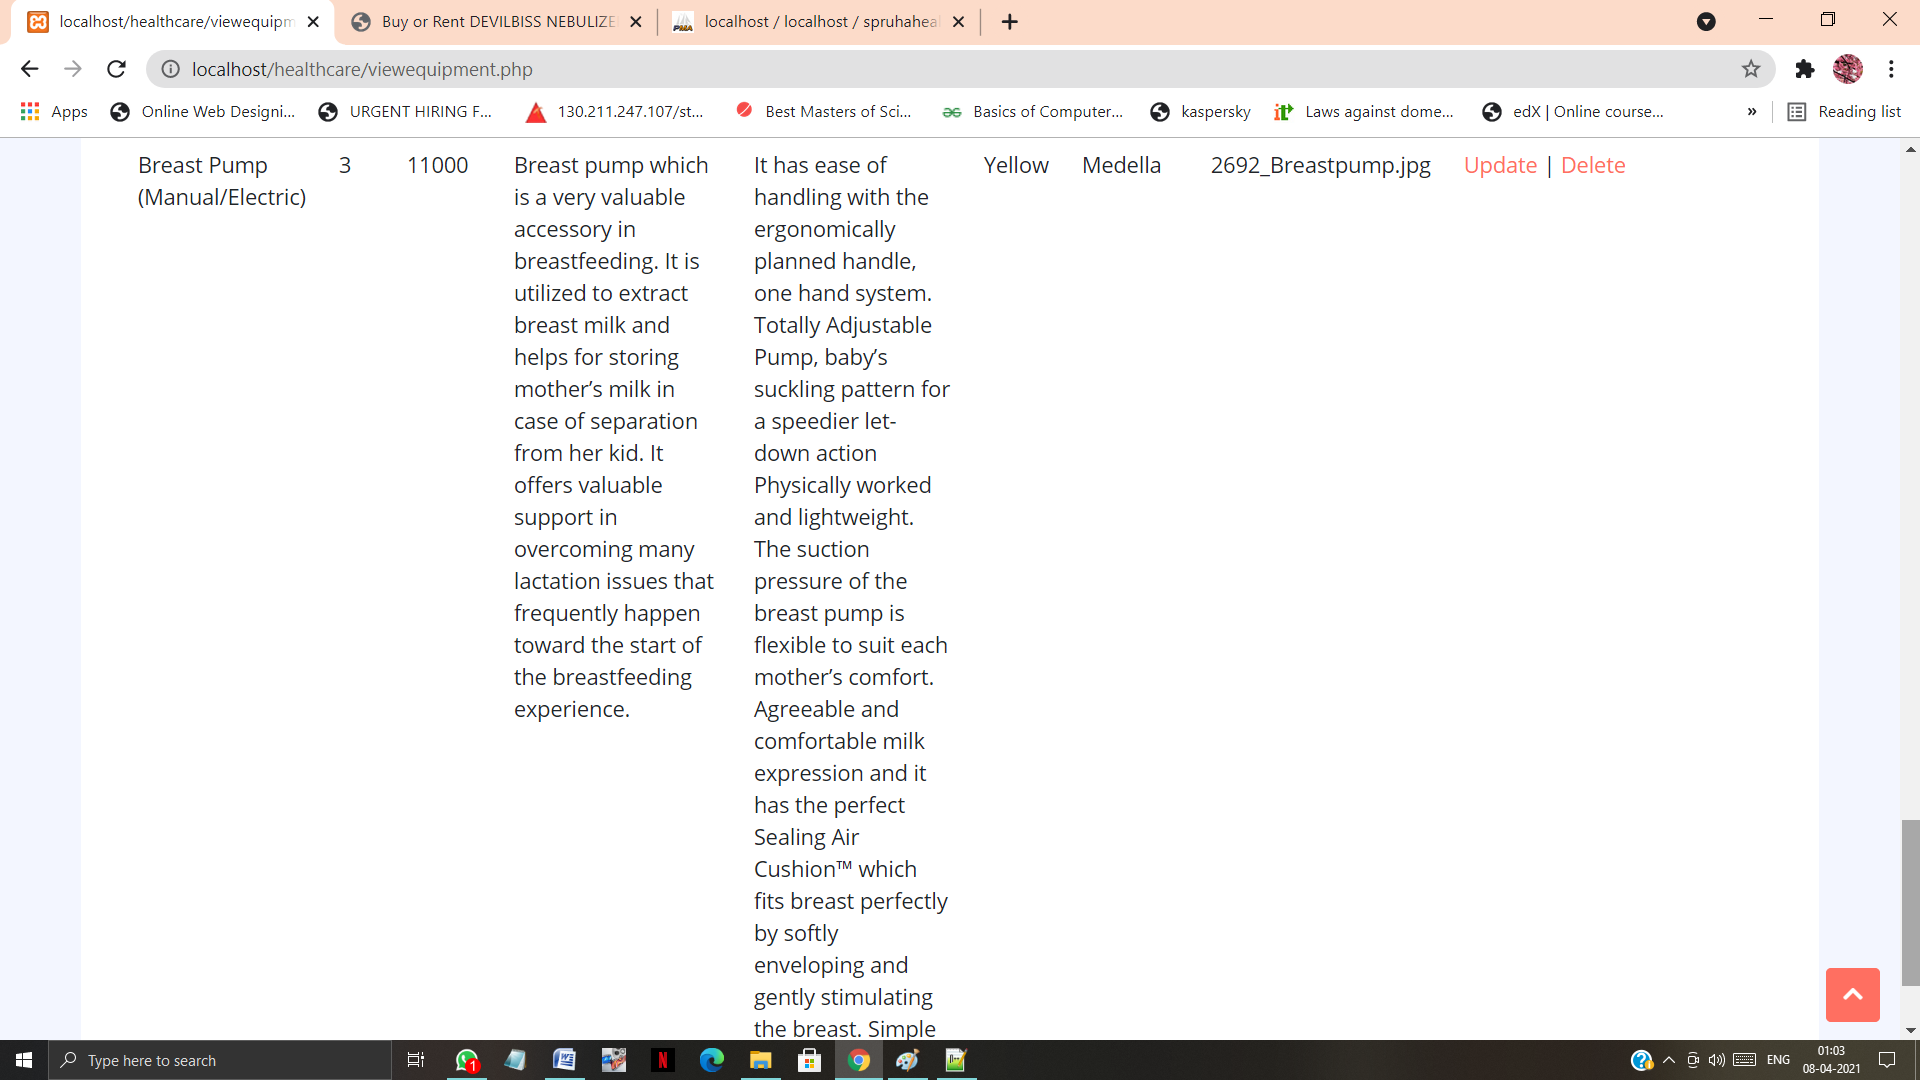 localhost/healthcare/viewequipm
Buy or Rent DEVILBISS NEBULIZE
localhost / localhost / spruhaheal
localhost/healthcare/viewequipment.php
Apps
Online Web Designi...
URGENT HIRING F...
130.211.247.107/st...
Best Masters of Sci...
Basics of Computer...
kaspersky
Laws against dome...
edX | Online course...
»
Reading list
Breast Pump
(Manual/Electric)
3
11000
Breast pump which
is a very valuable
accessory in
breastfeeding. It is
utilized to extract
breast milk and
helps for storing
mother’s milk in
case of separation
from her kid. It
offers valuable
support in
overcoming many
lactation issues that
frequently happen
toward the start of
the breastfeeding
experience.
It has ease of
handling with the
ergonomically
planned handle,
one hand system.
Totally Adjustable
Pump, baby’s
suckling pattern for
a speedier let-
down action
Physically worked
and lightweight.
The suction
pressure of the
breast pump is
flexible to suit each
mother’s comfort.
Agreeable and
comfortable milk
expression and it
has the perfect
Sealing Air
Cushion™ which
fits breast perfectly
by softly
enveloping and
gently stimulating
the breast. Simple
Yellow
Medella
2692_Breastpump.jpg
Update | Delete
Type here to search
1
ENG
01:03
08-04-2021